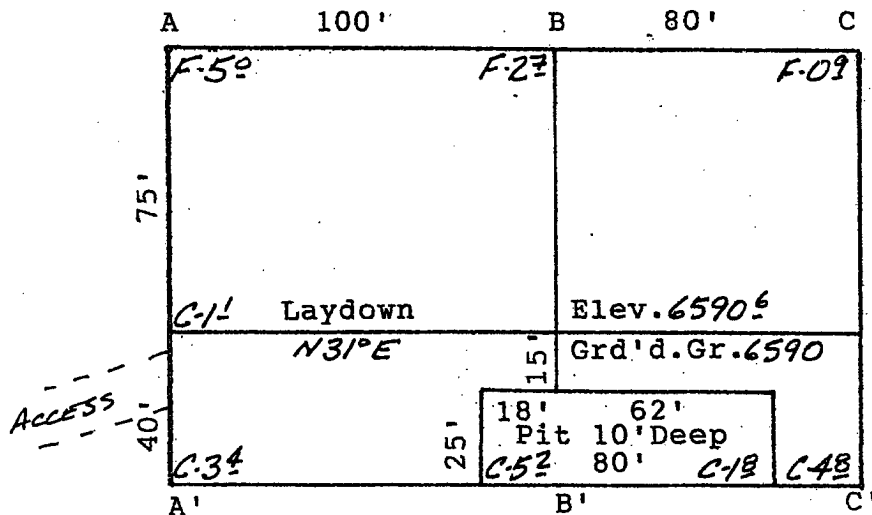 A 100' B 80' C
F-5⁰ F-2⁷ F-0⁹
75'
C-1¹ Laydown Elev. 6590⁶
N31°E Grd'd.Gr. 6590
15'
ACCESS
40'
18' 62'
25' Pit 10'Deep
C-3⁴ C-5² 80' C-1⁸ C-4⁸
A' B' C'